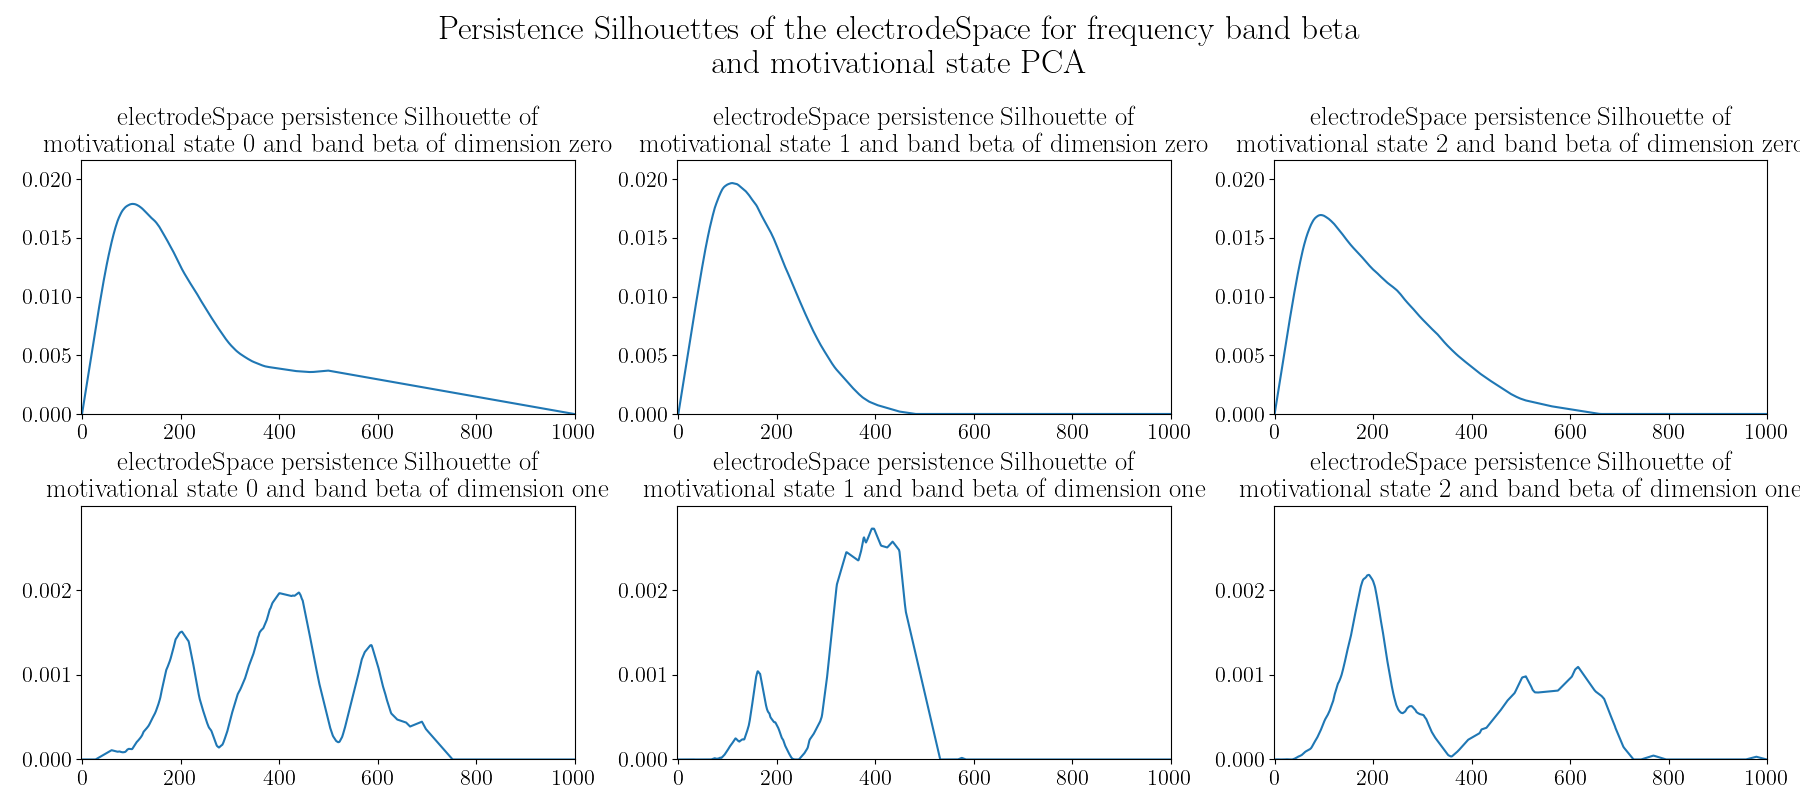 Persistence Silhouettes of the electrodeSpace for frequency band beta
and motivational state PCA
electrodeSpace persistence Silhouette of
motivational state 0 and band beta of dimension zero
electrodeSpace persistence Silhouette of
motivational state 1 and band beta of dimension zero
electrodeSpace persistence Silhouette of
motivational state 2 and band beta of dimension zero
0.020
0.015
0.010
0.005
0.000
0 200 400 600 800 1000
0.020
0.015
0.010
0.005
0.000
0 200 400 600 800 1000
0.020
0.015
0.010
0.005
0.000
0 200 400 600 800 1000
electrodeSpace persistence Silhouette of
motivational state 0 and band beta of dimension one
electrodeSpace persistence Silhouette of
motivational state 1 and band beta of dimension one
electrodeSpace persistence Silhouette of
motivational state 2 and band beta of dimension one
0.002
0.001
0.000
0 200 400 600 800 1000
0.002
0.001
0.000
0 200 400 600 800 1000
0.002
0.001
0.000
0 200 400 600 800 1000